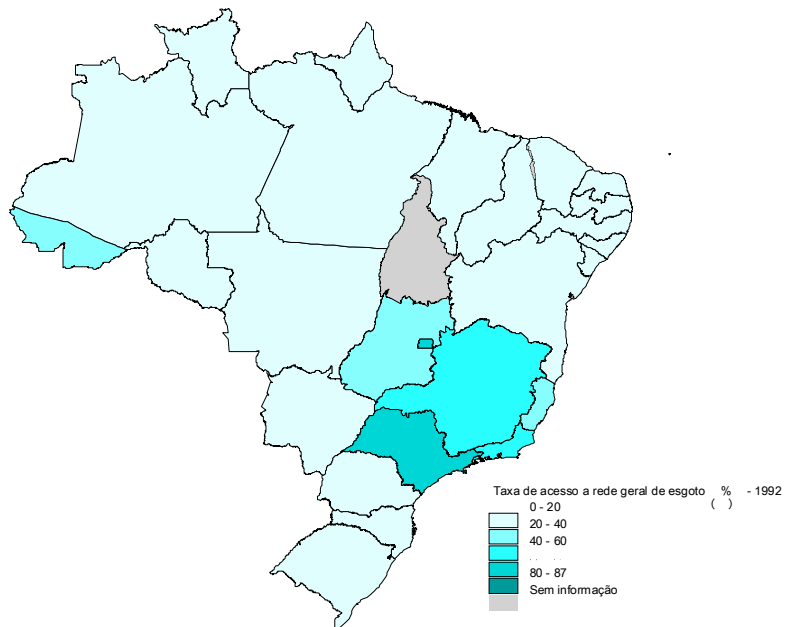 Taxa de acesso a rede geral de esgoto % - 1992
( )
0 - 20
20 - 40
40 - 60
80 - 87
Sem informação